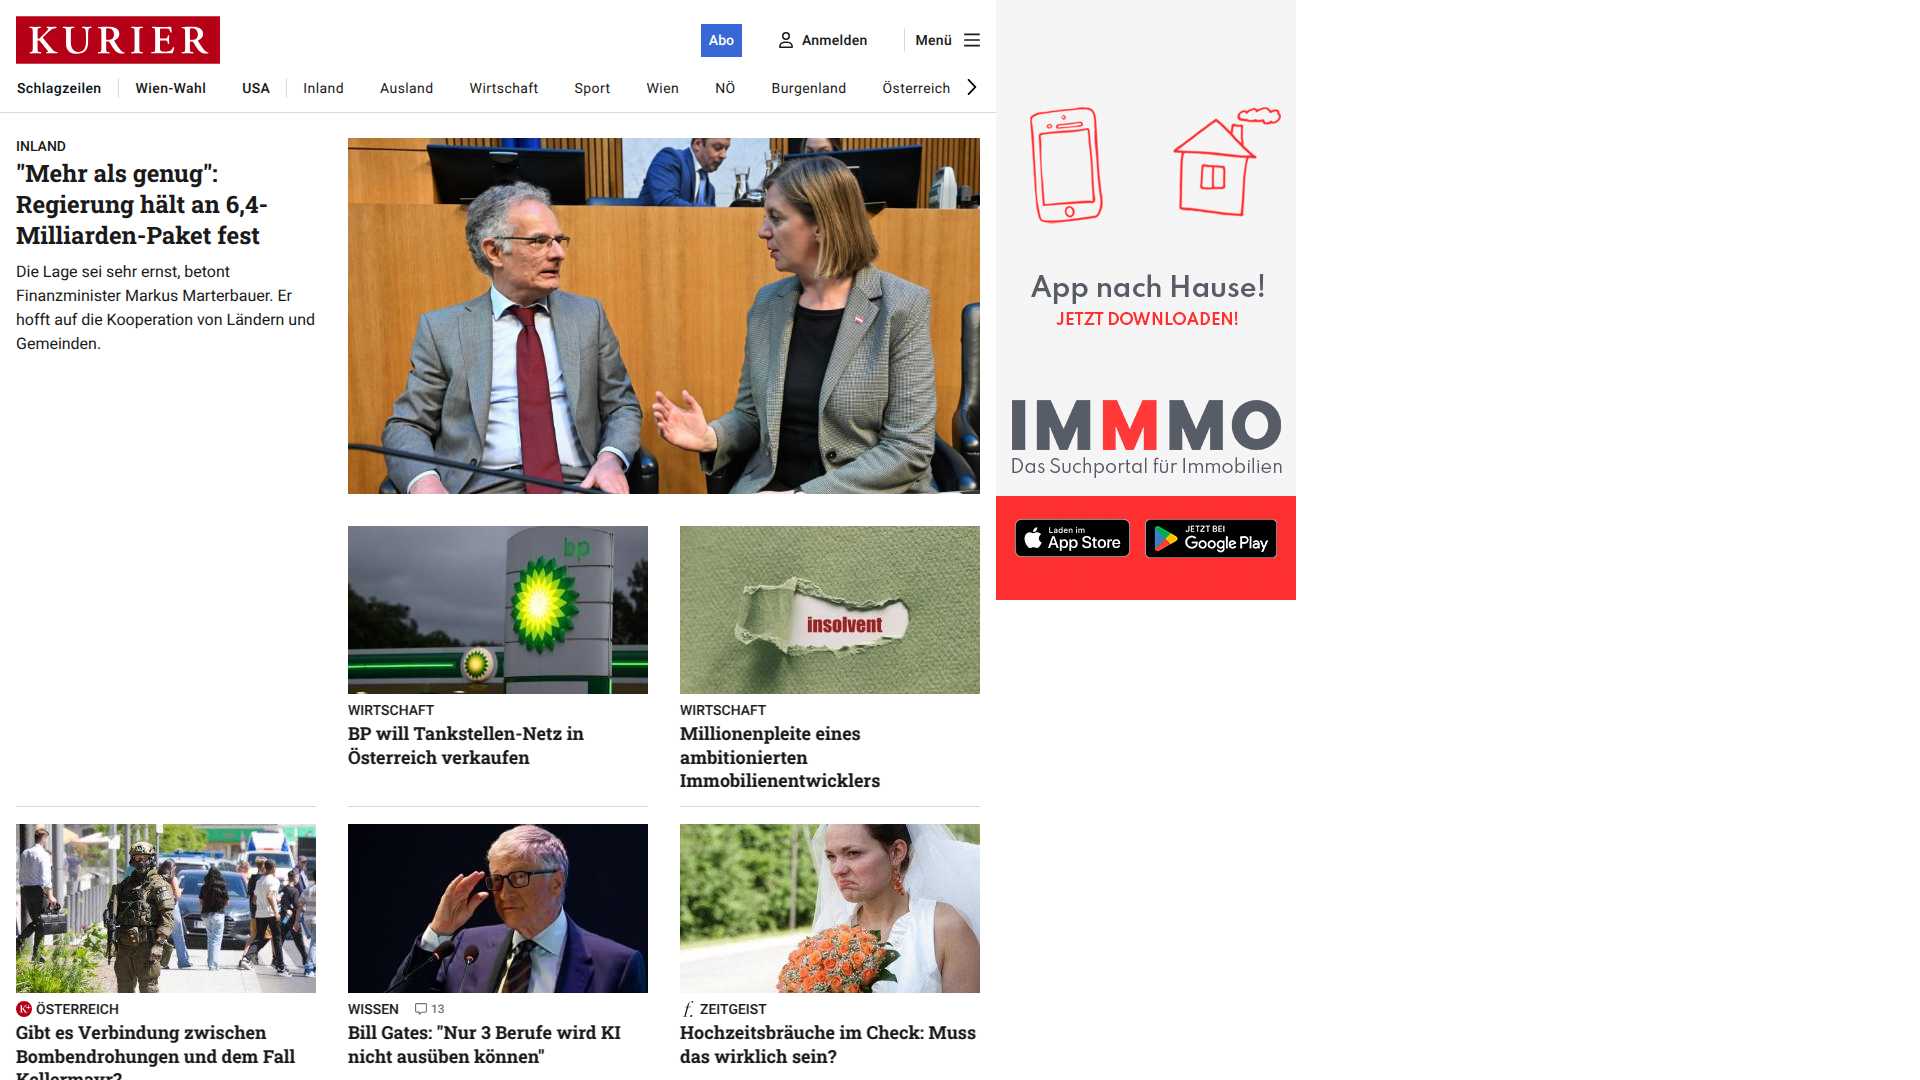 KURIER
Abo
Anmelden
Menü
Schlagzeilen
Wien-Wahl
USA
Inland
Ausland
Wirtschaft
Sport
Wien
NÖ
Burgenland
Österreich
INLAND
"Mehr als genug":
Regierung hält an 6,4-
Milliarden-Paket fest
Die Lage sei sehr ernst, betont
Finanzminister Markus Marterbauer. Er
hofft auf die Kooperation von Ländern und
Gemeinden.
App nach Hause!
JETZT DOWNLOADEN!
IMMMO
Das Suchportal für Immobilien
Laden im
App Store
JETZT BEI
Google Play
bp
insolvent
WIRTSCHAFT
BP will Tankstellen-Netz in
Österreich verkaufen
WIRTSCHAFT
Millionenpleite eines
ambitionierten
Immobilienentwicklers
ÖSTERREICH
Gibt es Verbindung zwischen
Bombendrohungen und dem Fall
Kellermayr?
WISSEN
13
Bill Gates: "Nur 3 Berufe wird KI
nicht ausüben können"
f.
ZEITGEIST
Hochzeitsbräuche im Check: Muss
das wirklich sein?